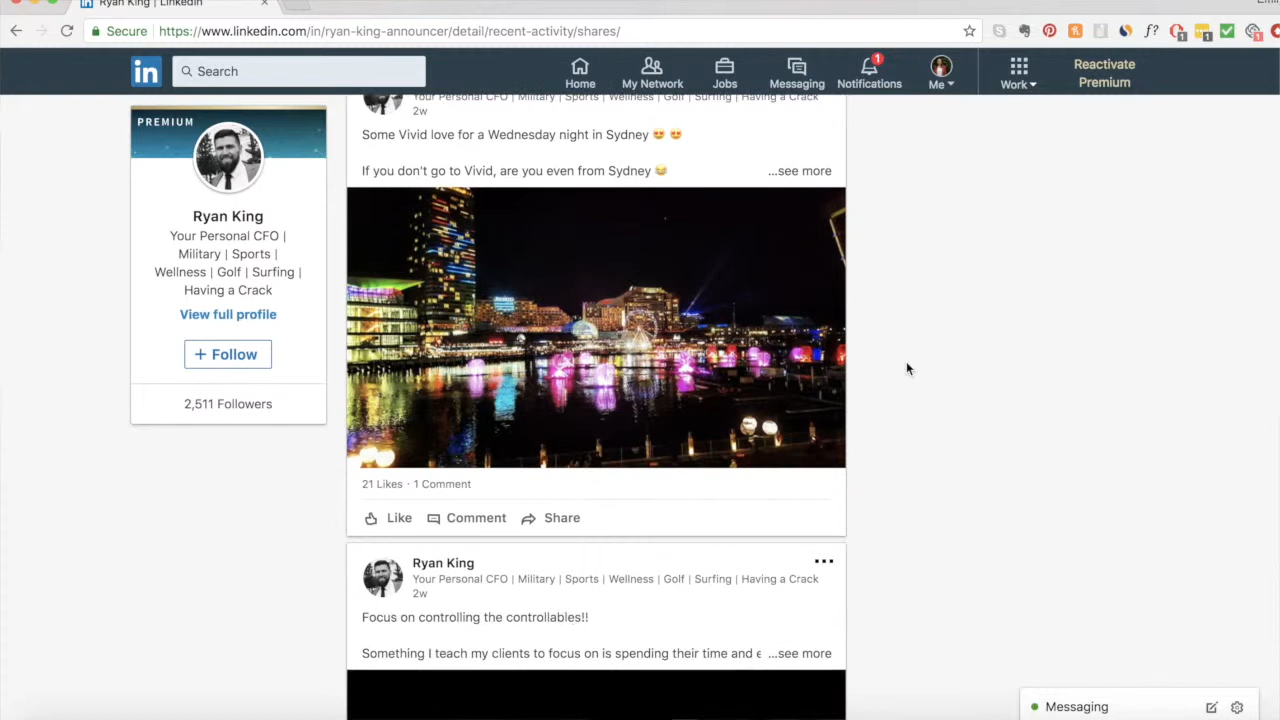 Ryan King | LinkedIn
Secure
https://www.linkedin.com/in/ryan-king-announcer/detail/recent-activity/shares/
f?
1
1
1
in
Search
Home
My Network
Jobs
Messaging
1
Notifications
Me
Work
Reactivate
Premium
PREMIUM
Ryan King
Your Personal CFO |
Military | Sports |
Wellness | Golf | Surfing |
Having a Crack
View full profile
+ Follow
2,511 Followers
Your Personal CFO | Military | Sports | Wellness | Golf | Surfing | Having a Crack
2w
Some Vivid love for a Wednesday night in Sydney 😍 😍
If you don't go to Vivid, are you even from Sydney 😂 ...see more
21 Likes · 1 Comment
Like Comment Share
Ryan King
Your Personal CFO | Military | Sports | Wellness | Golf | Surfing | Having a Crack
2w
Focus on controlling the controllables!!
Something I teach my clients to focus on is spending their time and e ...see more
Messaging